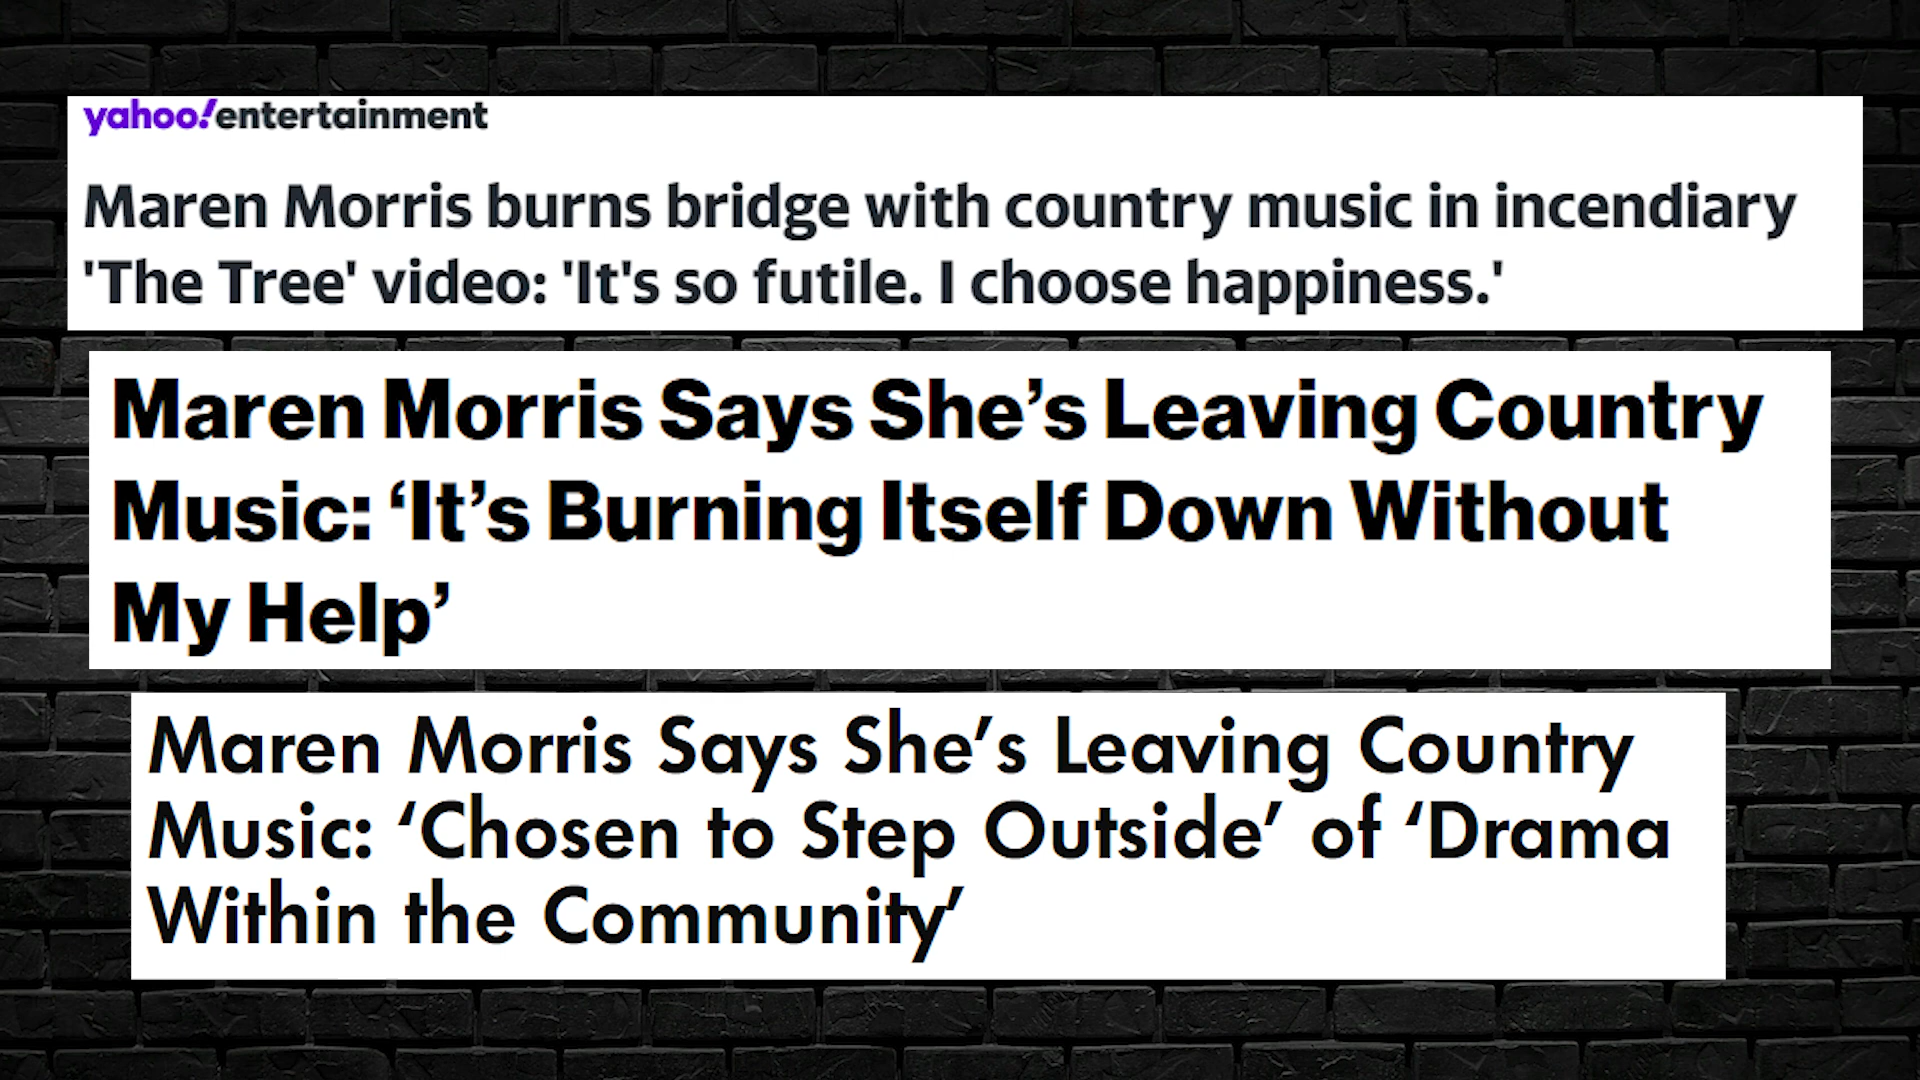 yahoo!entertainment
Maren Morris burns bridge with country music in incendiary
'The Tree' video: 'It's so futile. I choose happiness.'
Maren Morris Says She’s Leaving Country
Music: ‘It’s Burning Itself Down Without
My Help’
Maren Morris Says She’s Leaving Country
Music: ‘Chosen to Step Outside’ of ‘Drama
Within the Community’